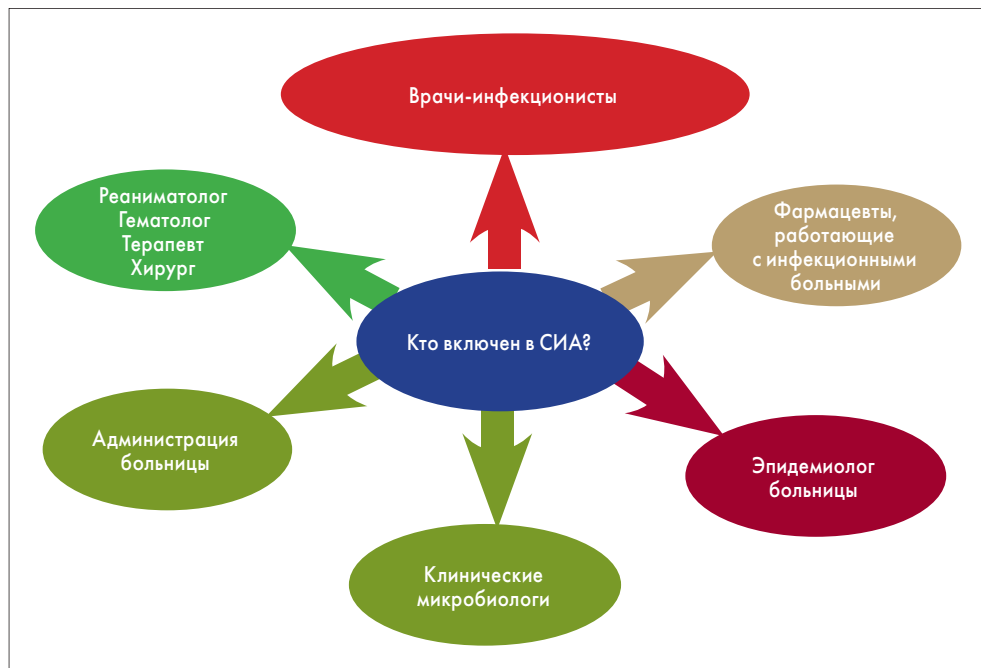 Врачи-инфекционисты
Реаниматолог
Гематолог
Терапевт
Хирург
Фармацевты,
работающие
с инфекционными
больными
Кто включен в СИА?
Администрация
больницы
Эпидемиолог
больницы
Клинические
микробиологи